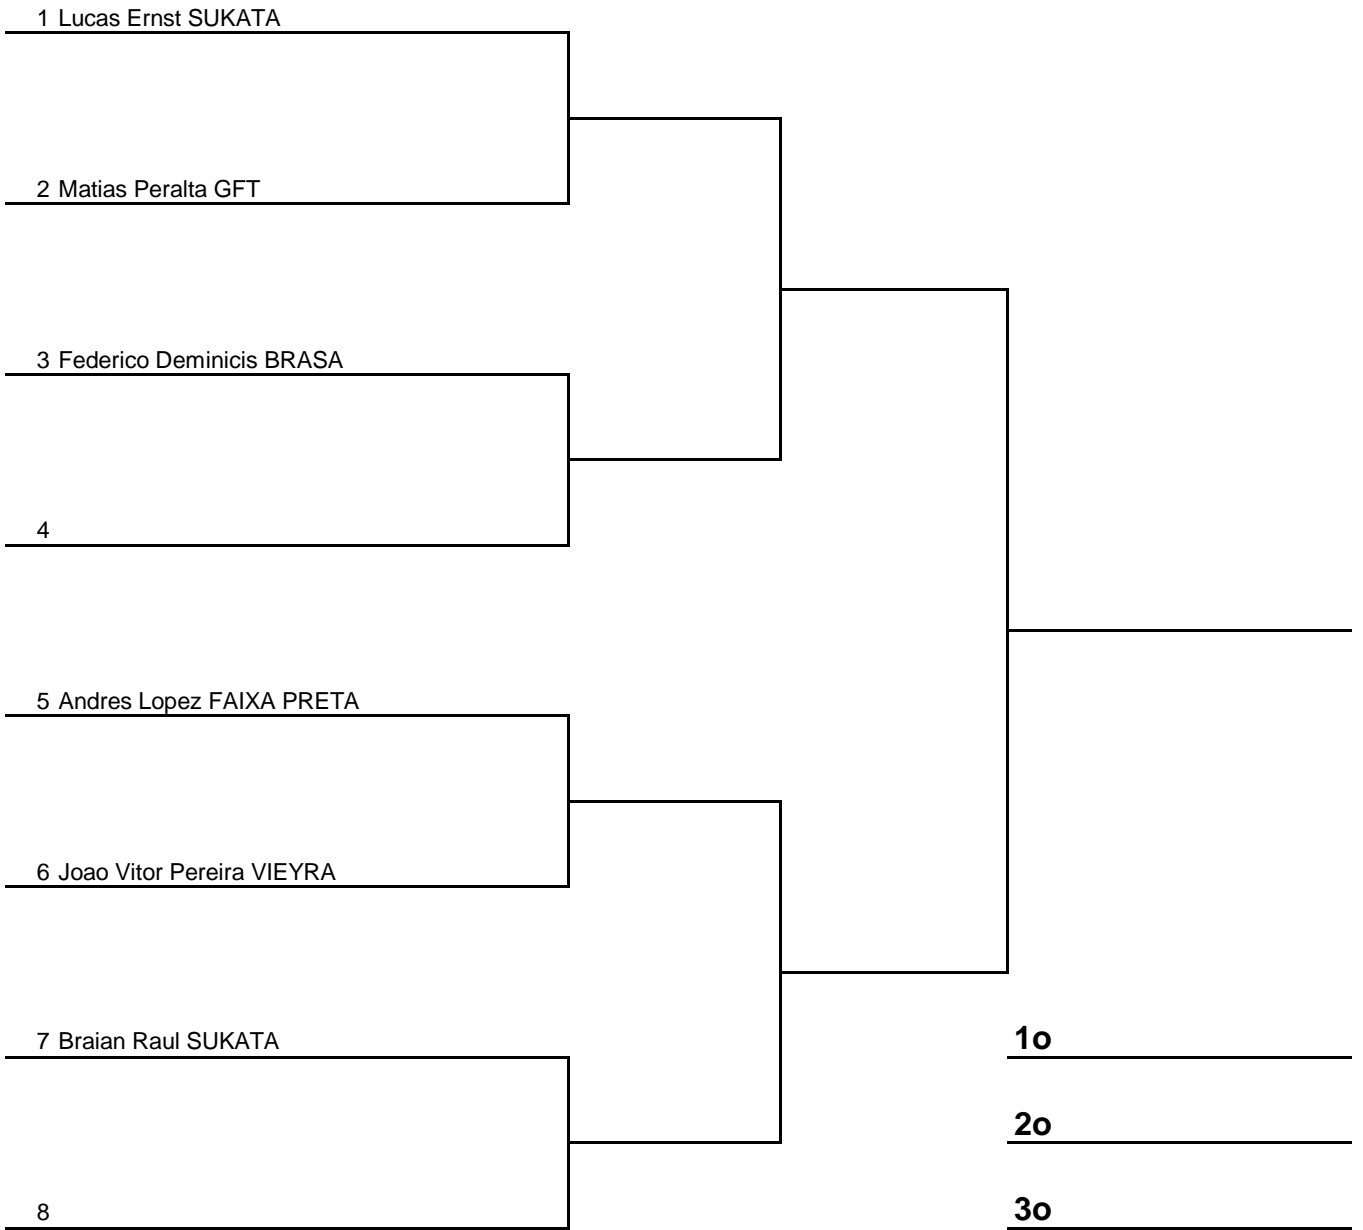 1 Lucas Ernst SUKATA
2 Matias Peralta GFT
3 Federico Deminicis BRASA
4
5 Andres Lopez FAIXA PRETA
6 Joao Vitor Pereira VIEYRA
7 Braian Raul SUKATA
1o
2o
8
3o